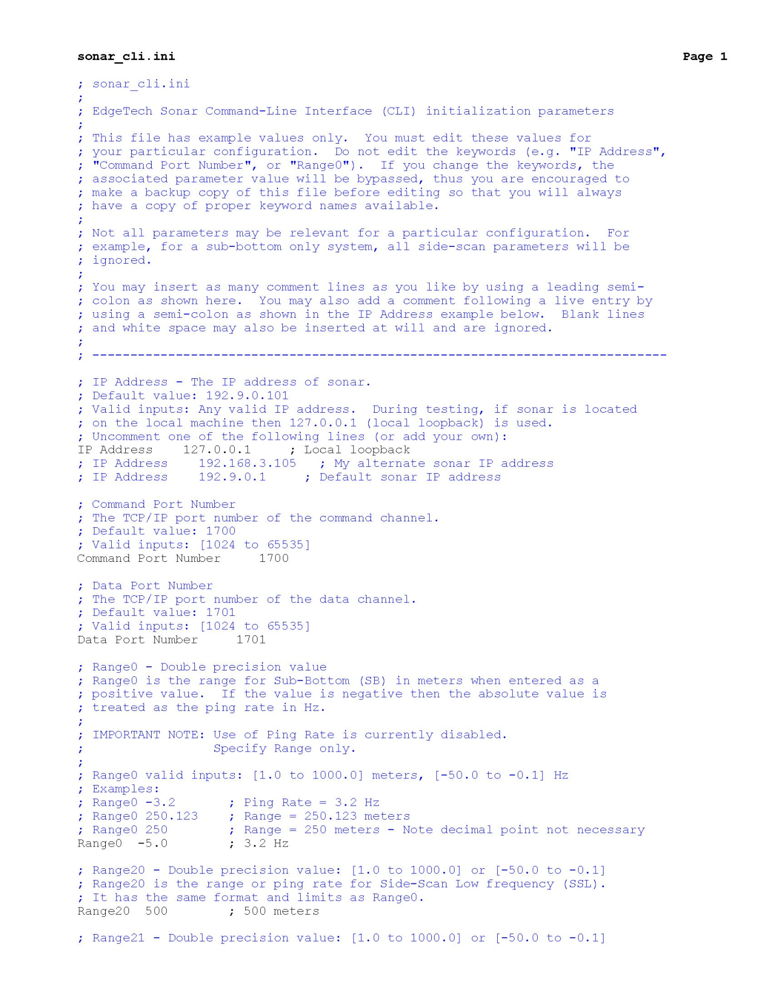 sonar_cli.ini Page 1
; sonar_cli.ini
;
; EdgeTech Sonar Command-Line Interface (CLI) initialization parameters
;
; This file has example values only.  You must edit these values for
; your particular configuration.  Do not edit the keywords (e.g. "IP Address",
; "Command Port Number", or "Range0").  If you change the keywords, the
; associated parameter value will be bypassed, thus you are encouraged to
; make a backup copy of this file before editing so that you will always
; have a copy of proper keyword names available.
;
; Not all parameters may be relevant for a particular configuration.  For
; example, for a sub-bottom only system, all side-scan parameters will be
; ignored.
;
; You may insert as many comment lines as you like by using a leading semi-
; colon as shown here.  You may also add a comment following a live entry by
; using a semi-colon as shown in the IP Address example below.  Blank lines
; and white space may also be inserted at will and are ignored.
;
; ----------------------------------------------------------------------------
; IP Address - The IP address of sonar.
; Default value: 192.9.0.101
; Valid inputs: Any valid IP address.  During testing, if sonar is located
; on the local machine then 127.0.0.1 (local loopback) is used.
; Uncomment one of the following lines (or add your own):
IP Address    127.0.0.1     ; Local loopback
; IP Address    192.168.3.105   ; My alternate sonar IP address
; IP Address    192.9.0.1     ; Default sonar IP address
; Command Port Number
; The TCP/IP port number of the command channel.
; Default value: 1700
; Valid inputs: [1024 to 65535]
Command Port Number     1700
; Data Port Number
; The TCP/IP port number of the data channel.
; Default value: 1701
; Valid inputs: [1024 to 65535]
Data Port Number     1701
; Range0 - Double precision value
; Range0 is the range for Sub-Bottom (SB) in meters when entered as a
; positive value.  If the value is negative then the absolute value is
; treated as the ping rate in Hz.
;
; IMPORTANT NOTE: Use of Ping Rate is currently disabled.
;                 Specify Range only.
;
; Range0 valid inputs: [1.0 to 1000.0] meters, [-50.0 to -0.1] Hz
; Examples:
; Range0 -3.2       ; Ping Rate = 3.2 Hz
; Range0 250.123    ; Range = 250.123 meters
; Range0 250        ; Range = 250 meters - Note decimal point not necessary
Range0  -5.0        ; 3.2 Hz
; Range20 - Double precision value: [1.0 to 1000.0] or [-50.0 to -0.1]
; Range20 is the range or ping rate for Side-Scan Low frequency (SSL).
; It has the same format and limits as Range0.
Range20  500        ; 500 meters
; Range21 - Double precision value: [1.0 to 1000.0] or [-50.0 to -0.1]